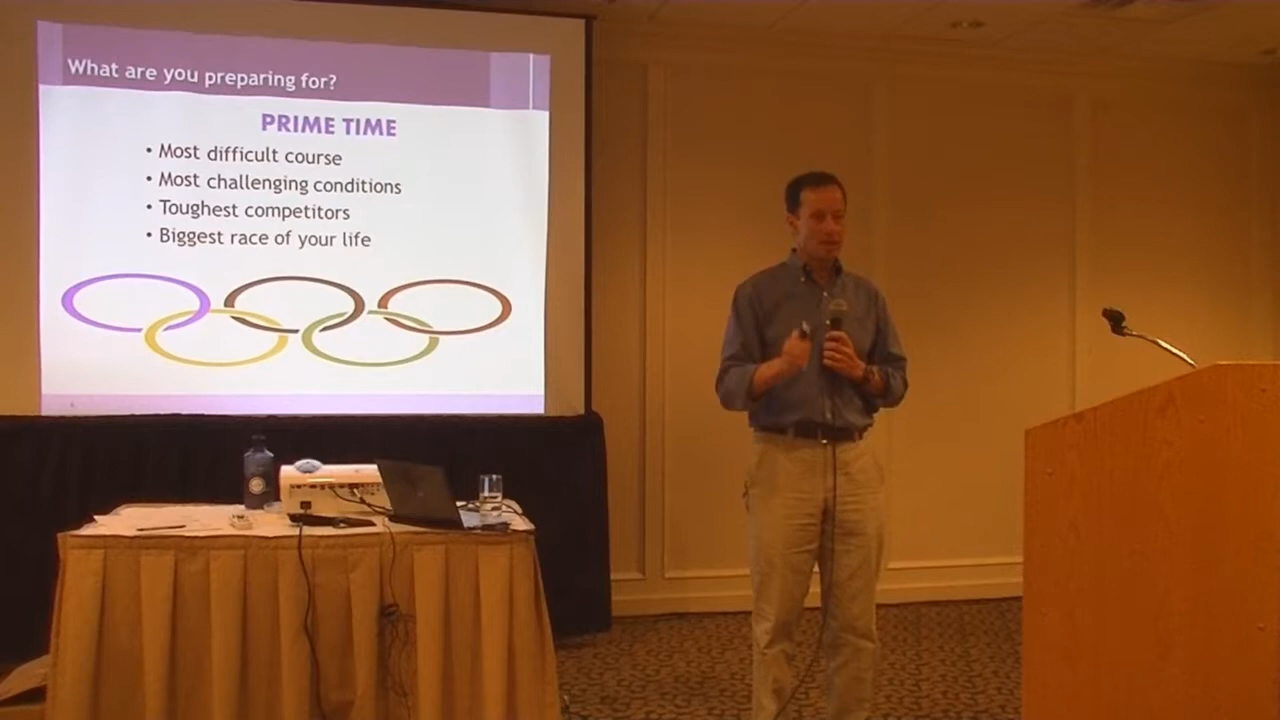 What are you preparing for?
PRIME TIME
• Most difficult course
• Most challenging conditions
• Toughest competitors
• Biggest race of your life